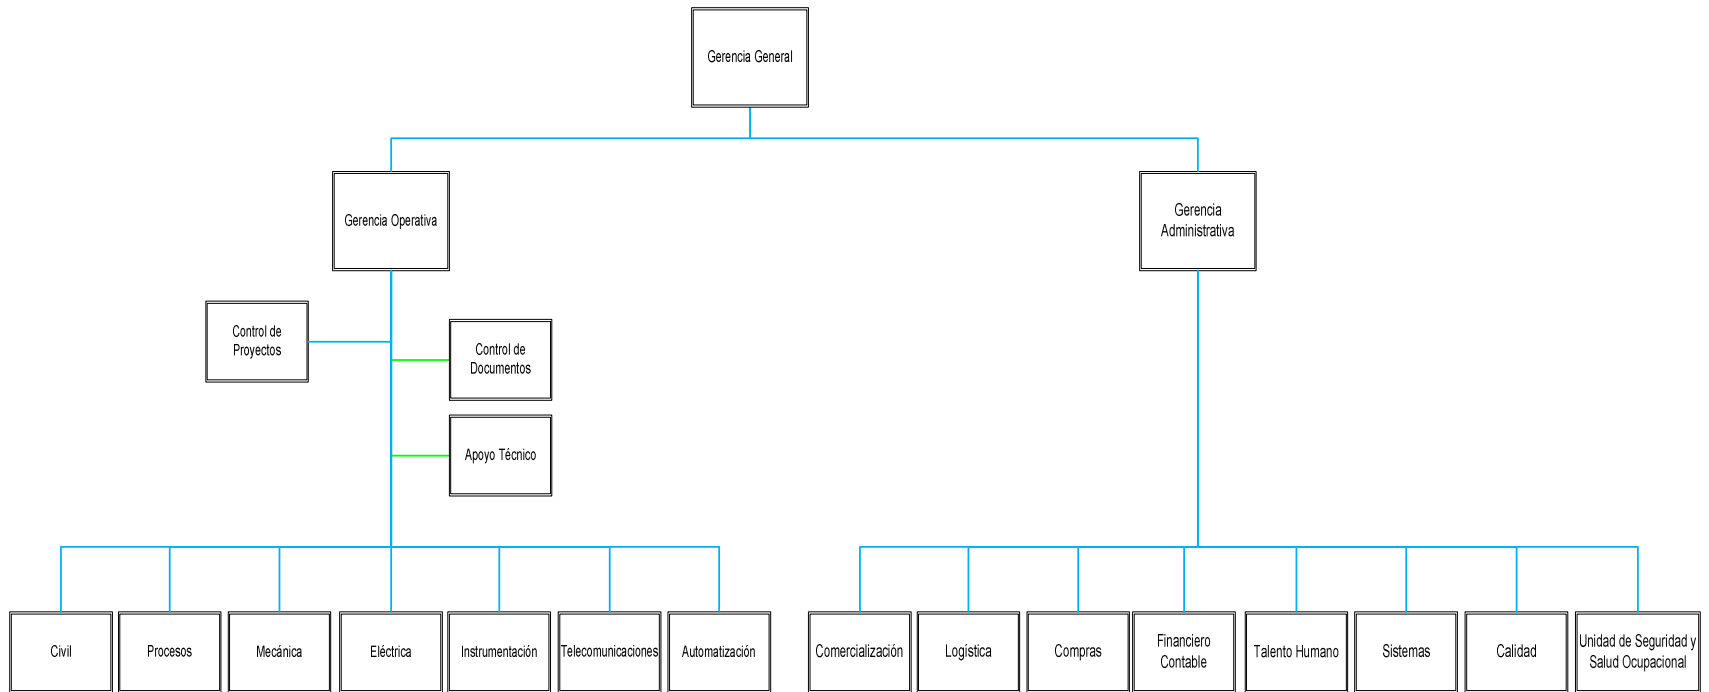 Gerencia General
Gerencia Operativa
Gerencia
Administrativa
Control de
Proyectos
Control de
Documentos
Apoyo Técnico
Civil
Procesos
Mecánica
Eléctrica
Instrumentación
Telecomunicaciones
Automatización
Comercialización
Logística
Compras
Financiero
Contable
Talento Humano
Sistemas
Calidad
Unidad de Seguridad y
Salud Ocupacional